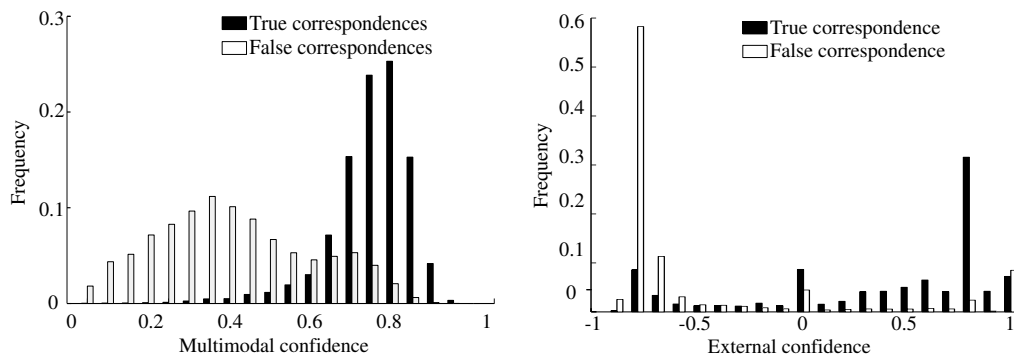 0.3
True correspondences
False correspondences
0.2
0.1
0
Frequency
0 0.2 0.4 0.6 0.8 1
Multimodal confidence
0.6
True correspondence
False correspondence
0.5
0.4
0.3
0.2
0.1
0
Frequency
-1 -0.5 0 0.5 1
External confidence